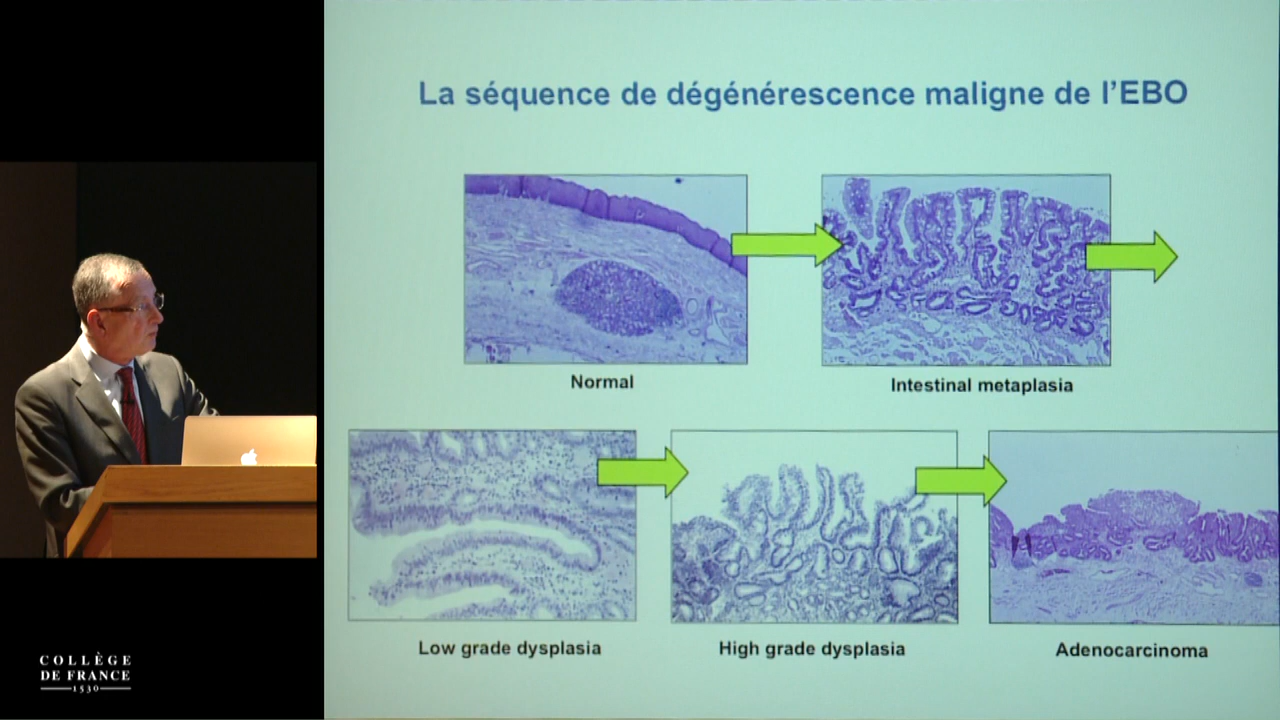 La séquence de dégénérescence maligne de l'EBO
Normal
Intestinal metaplasia
Low grade dysplasia
High grade dysplasia
Adenocarcinoma
COLLÈGE
DE FRANCE
1530